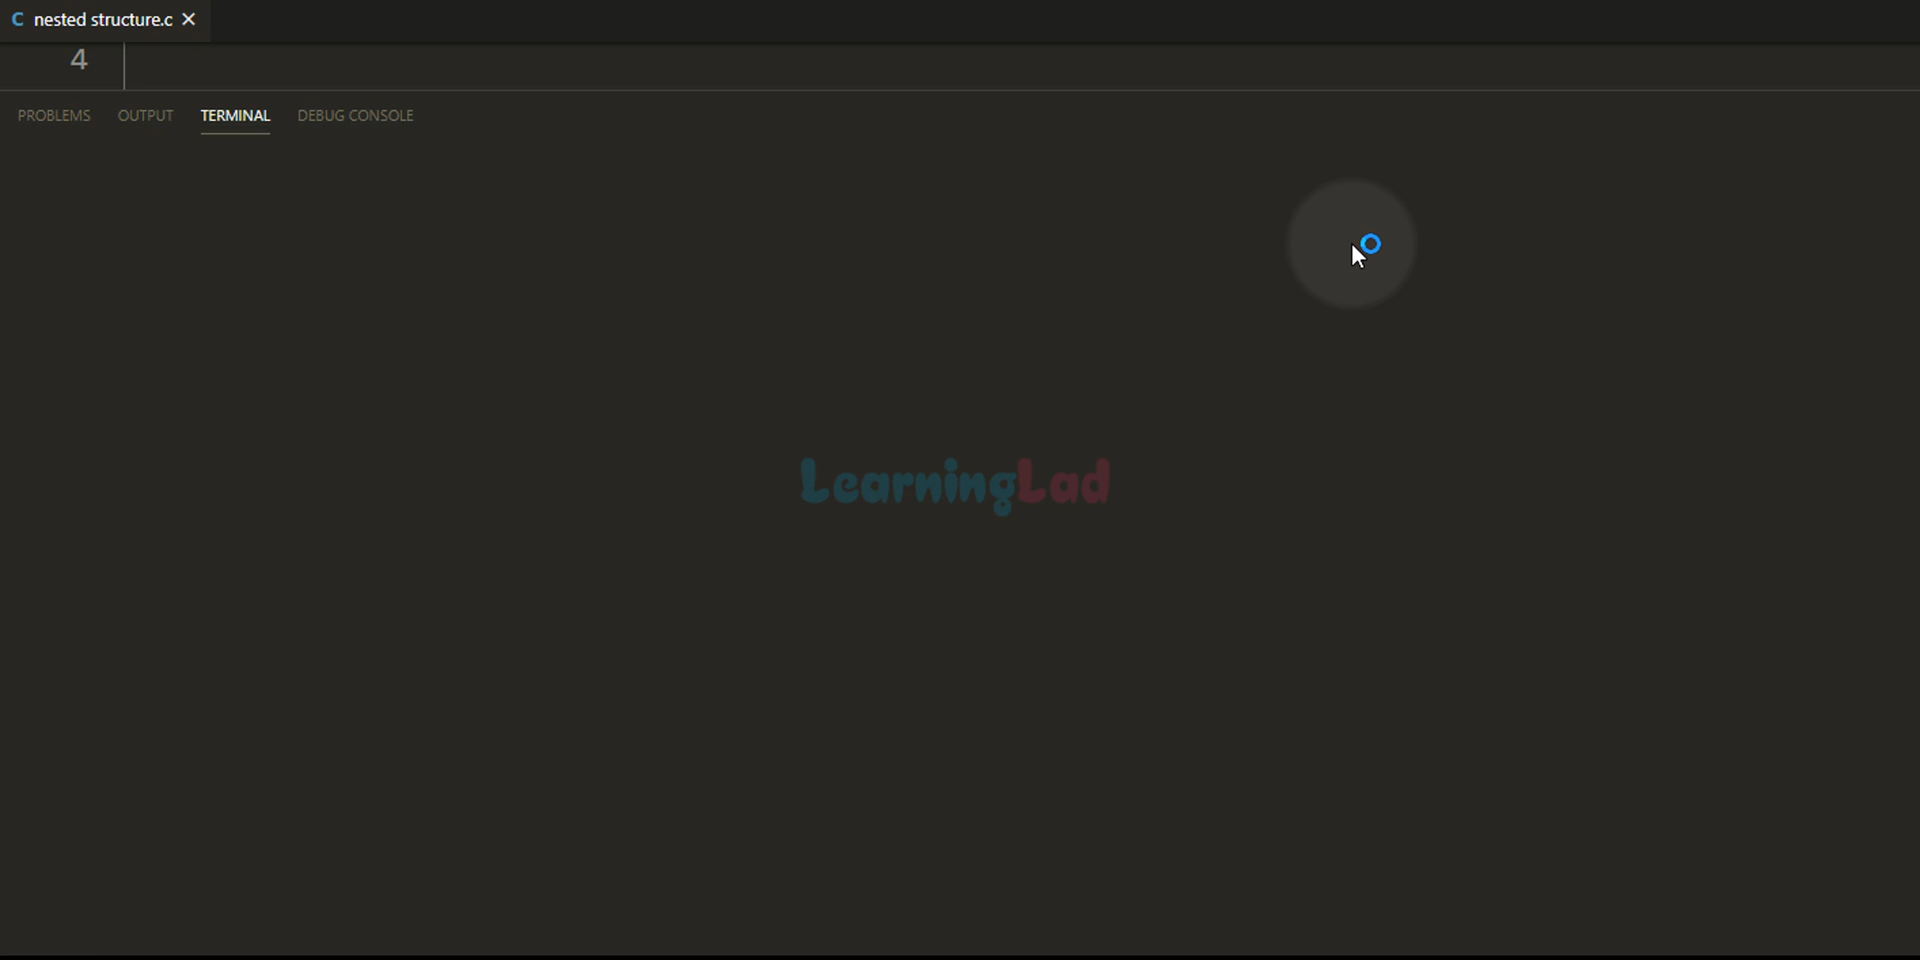 C nested structure.c
4
PROBLEMS OUTPUT TERMINAL DEBUG CONSOLE
LearningLad